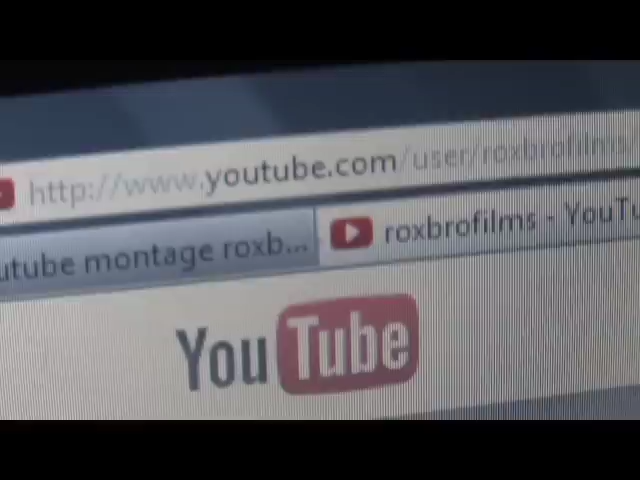 http://www.youtube.com/user/roxbrofilms/
utube montage roxb...
roxbrofilms - YouTu
YouTube